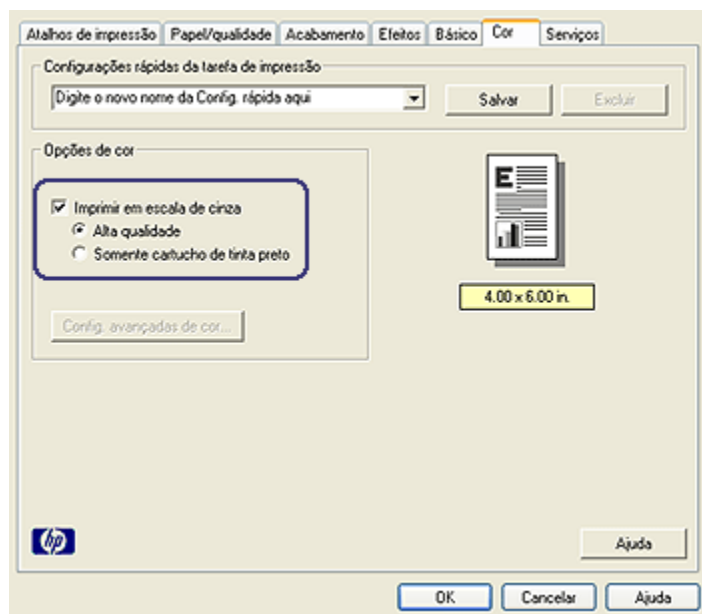 Atalhos de impressão Papel/qualidade Acabamento Efeitos Básico Cor Serviços
Configurações rápidas da tarefa de impressão
Digite o novo nome da Config. rápida aqui Salvar Excluir
Opções de cor
Imprimir em escala de cinza
Alta qualidade
Somente cartucho de tinta preto
Config. avançadas de cor...
E
4.00 x 6.00 in.
hp
Ajuda
OK Cancelar Ajuda